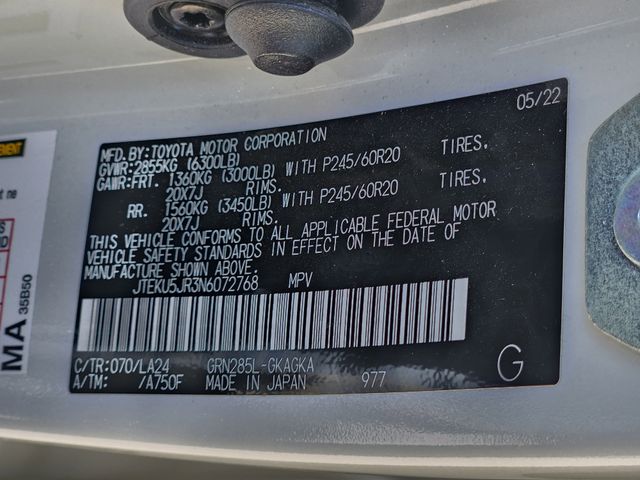 05/22
MFD.BY:TOYOTA MOTOR CORPORATION
GVWR:2855KG (6300LB)
GAWR:FRT. 1360KG (3000LB) WITH P245/60R20 TIRES,
20X7J RIMS.
RR. 1560KG (3450LB) WITH P245/60R20 TIRES,
20X7J RIMS.
THIS VEHICLE CONFORMS TO ALL APPLICABLE FEDERAL MOTOR
VEHICLE SAFETY STANDARDS IN EFFECT ON THE DATE OF
MANUFACTURE SHOWN ABOVE.
JTEKU5JR3N6072768 MPV
C/TR:070/LA24 GRN285L-GKAGKA
A/TM: /A750F MADE IN JAPAN 977
G
MA 35B50